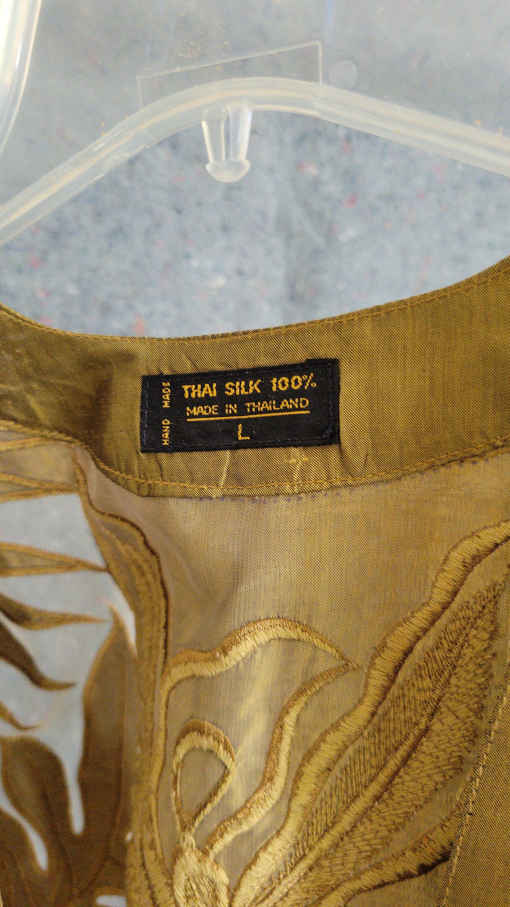 HAND MADE
THAI SILK 100%
MADE IN THAILAND
L